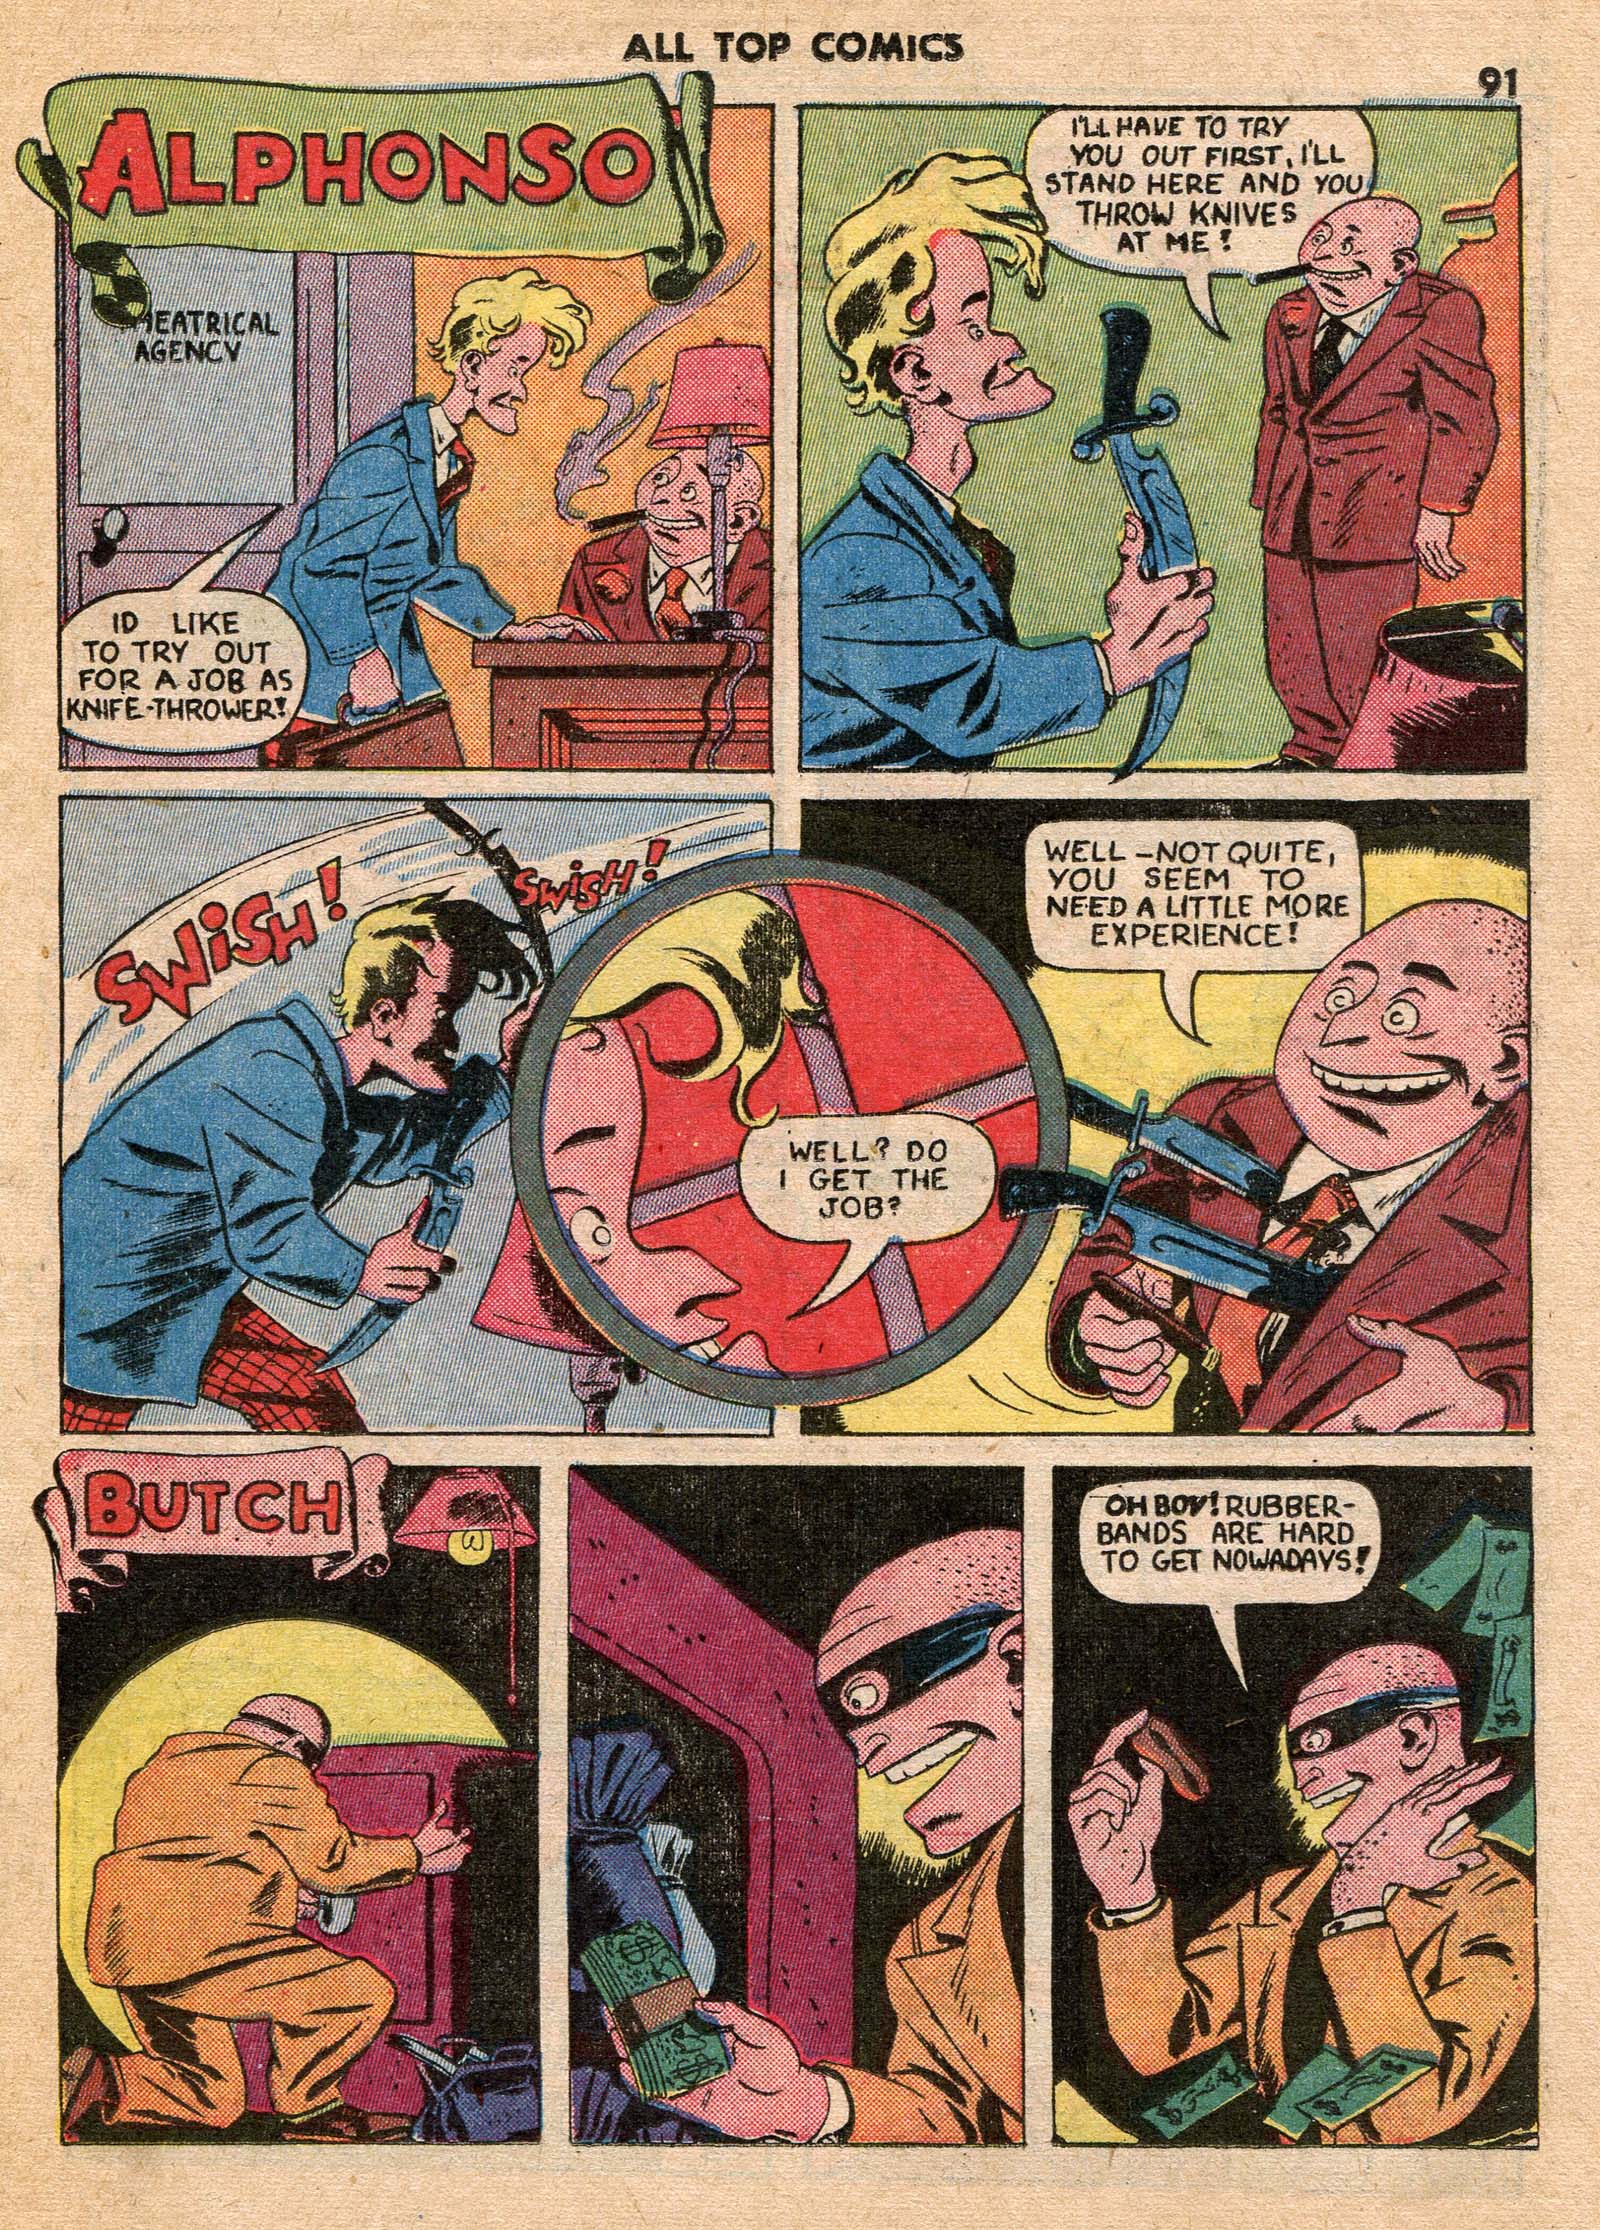 ALL TOP COMICS
91
ALPHONSO
HEATRICAL
AGENCY
ID LIKE
TO TRY OUT
FOR A JOB AS
KNIFE-THROWER!
I'LL HAVE TO TRY
YOU OUT FIRST, I'LL
STAND HERE AND YOU
THROW KNIVES
AT ME!
SWISH!
SWISH!
WELL? DO
I GET THE
JOB?
WELL-NOT QUITE,
YOU SEEM TO
NEED A LITTLE MORE
EXPERIENCE!
BUTCH
OH BOY! RUBBER-
BANDS ARE HARD
TO GET NOWADAYS!